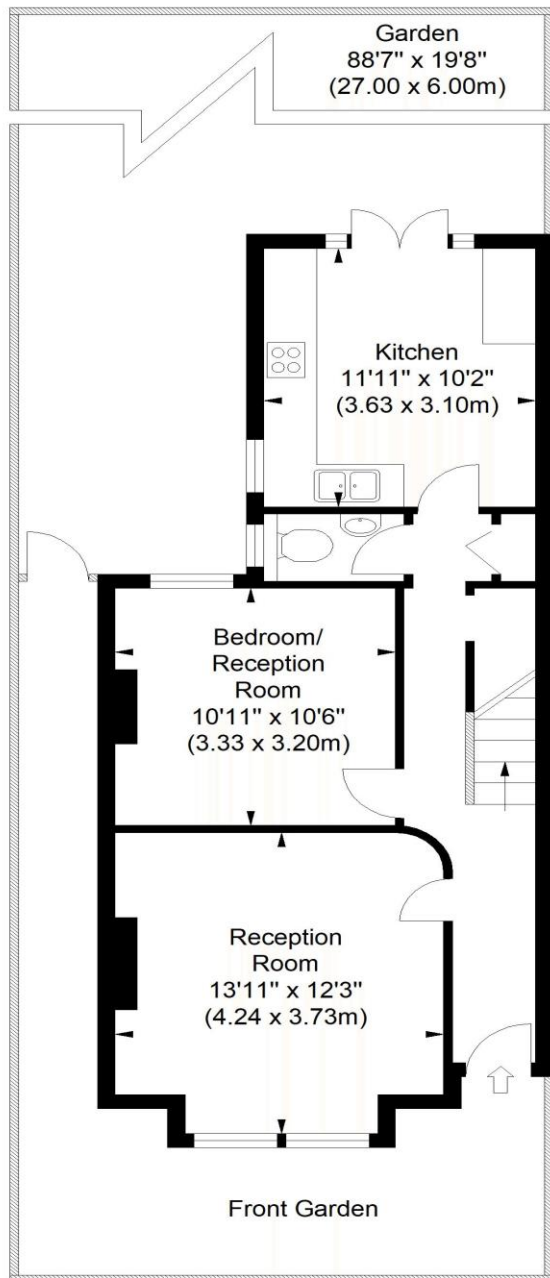 Garden
88'7" x 19'8"
(27.00 x 6.00m)
Kitchen
11'11" x 10'2"
(3.63 x 3.10m)
Bedroom/
Reception
Room
10'11" x 10'6"
(3.33 x 3.20m)
Reception
Room
13'11" x 12'3"
(4.24 x 3.73m)
Front Garden